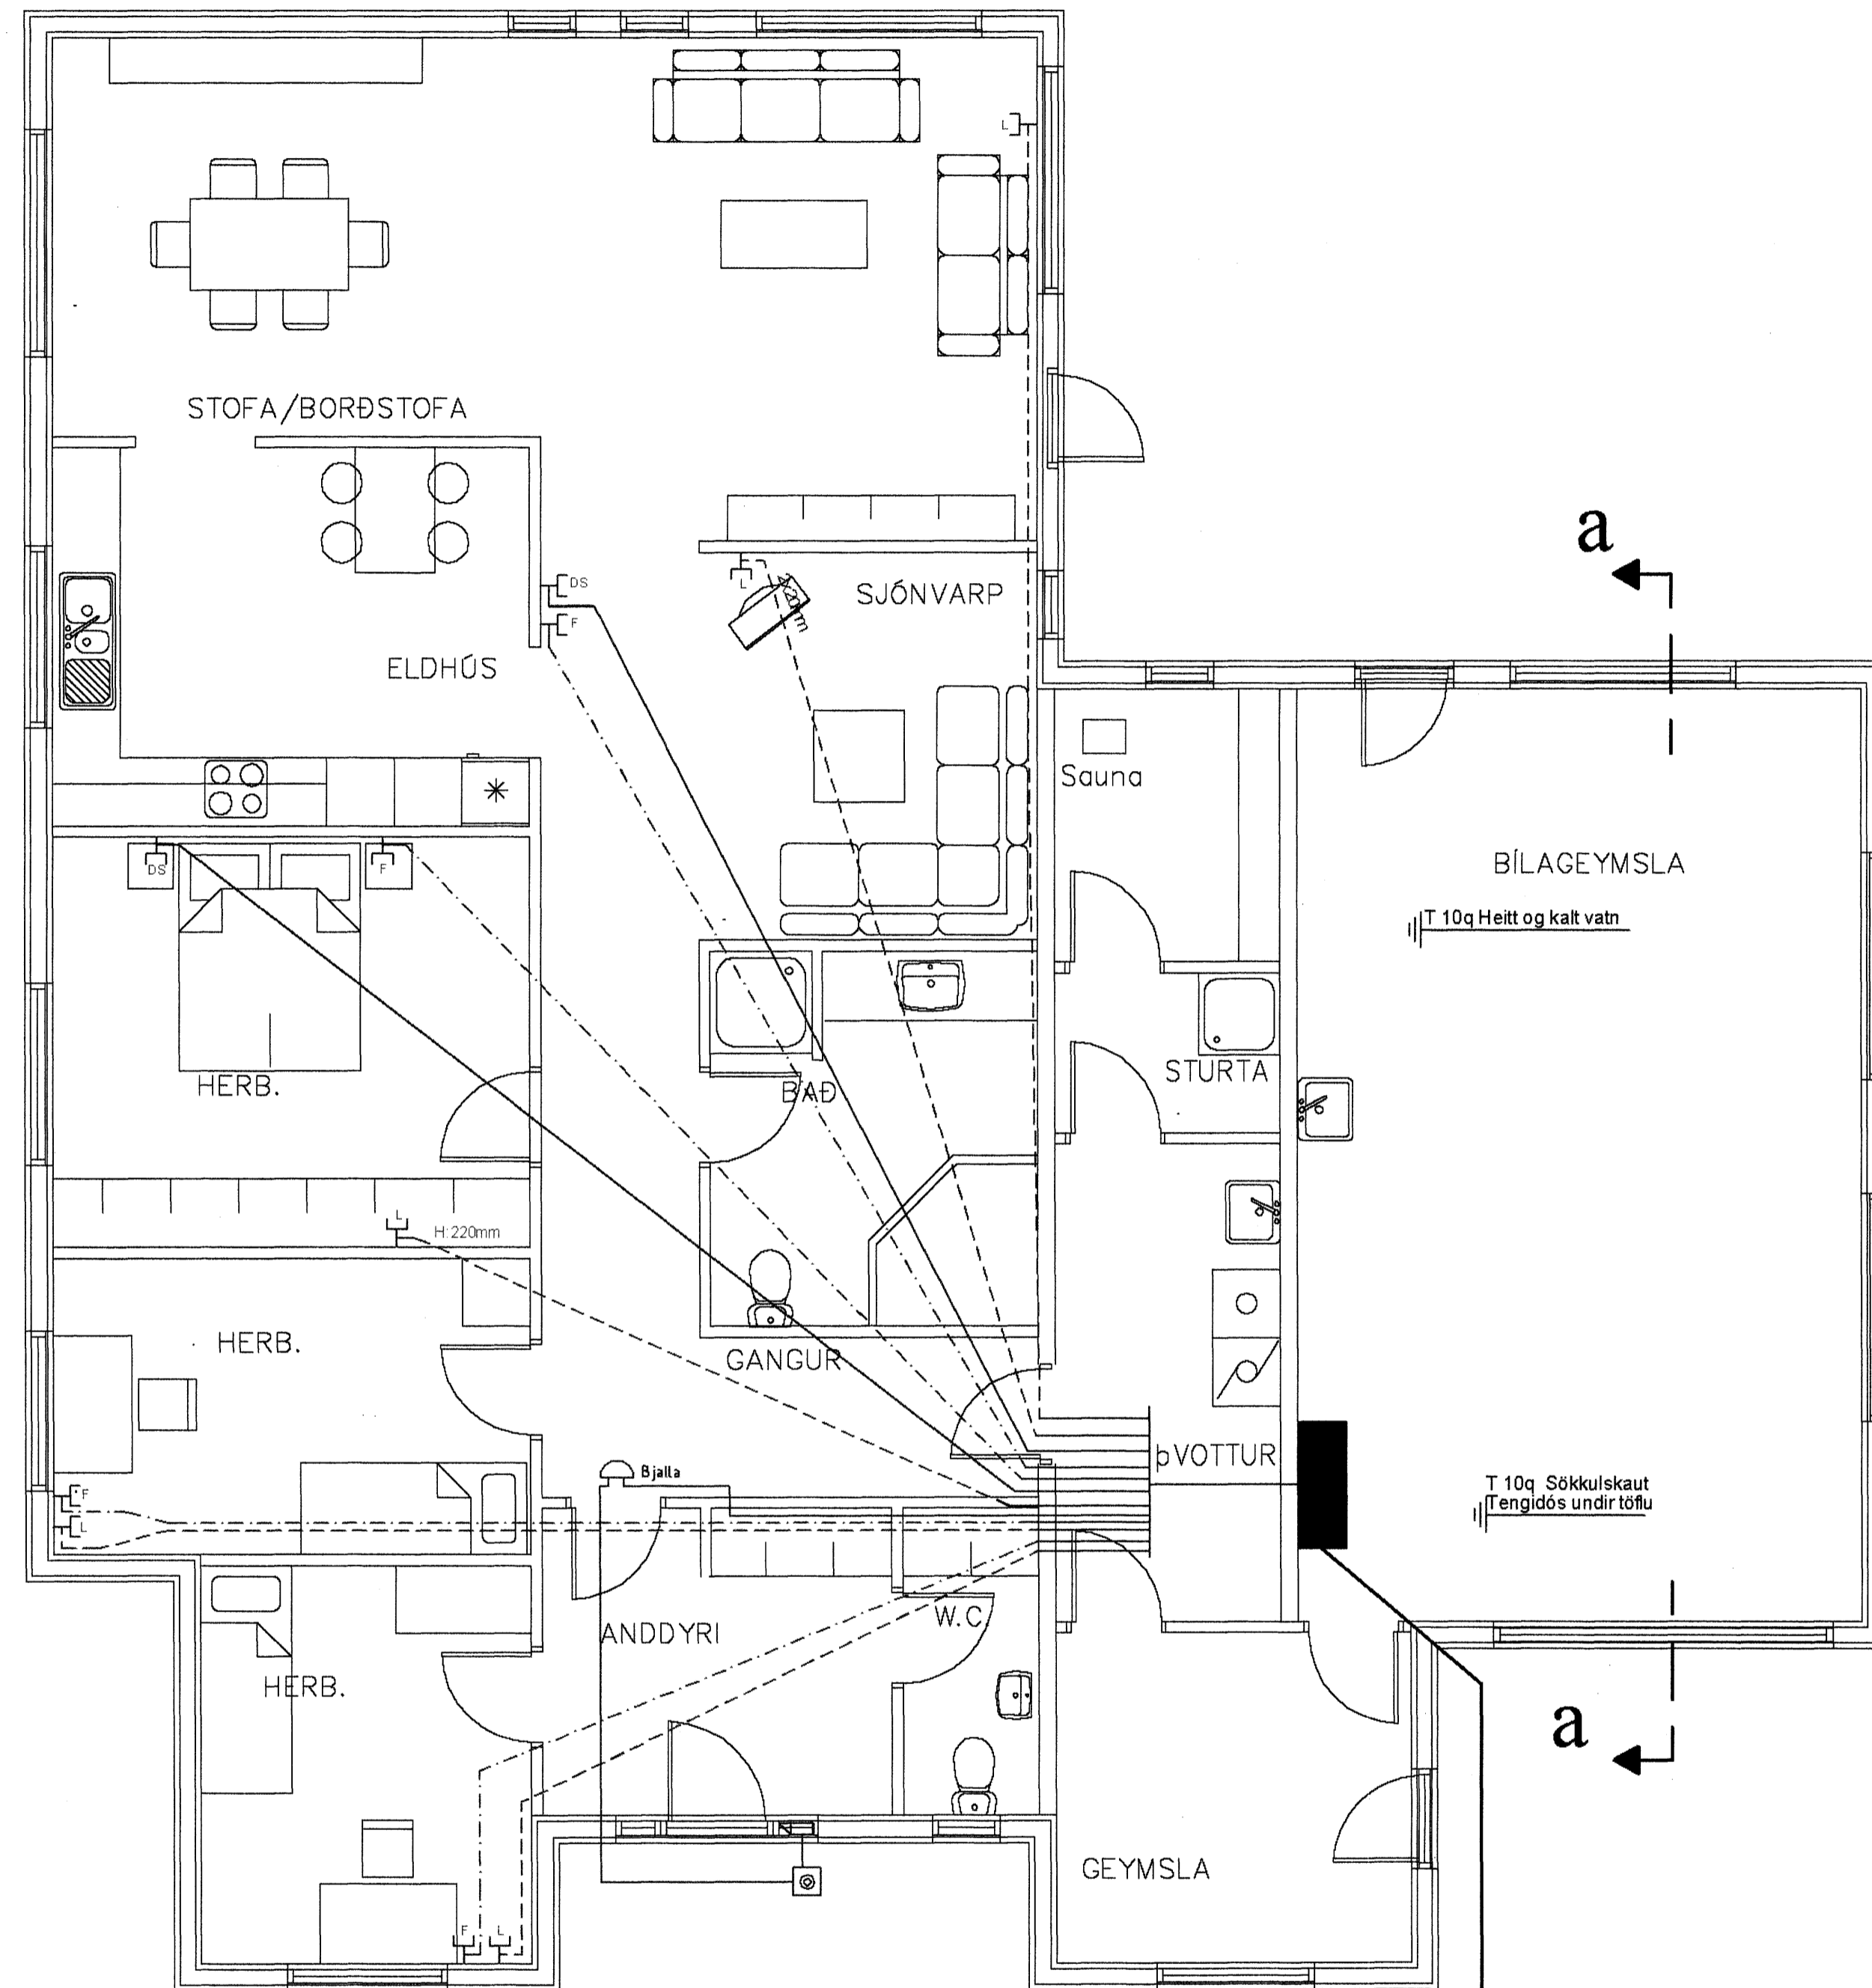 L
STOFA/BORÐSTOFA
a
DS
F
L
SJÓNVARP
ELDHÚS
Sauna
BÍLAGEYMSLA
DS
F
T 10q Heitt og kalt vatn
STURTA
HERB.
BAÐ
L
H:220mm
HERB.
GANGUR
þVOTTUR
Bjalla
F
L
T 10q Sökkulskaut
Tengidós undir töflu
W.C
ANDDYRI
HERB.
a
GEYMSLA
F
L